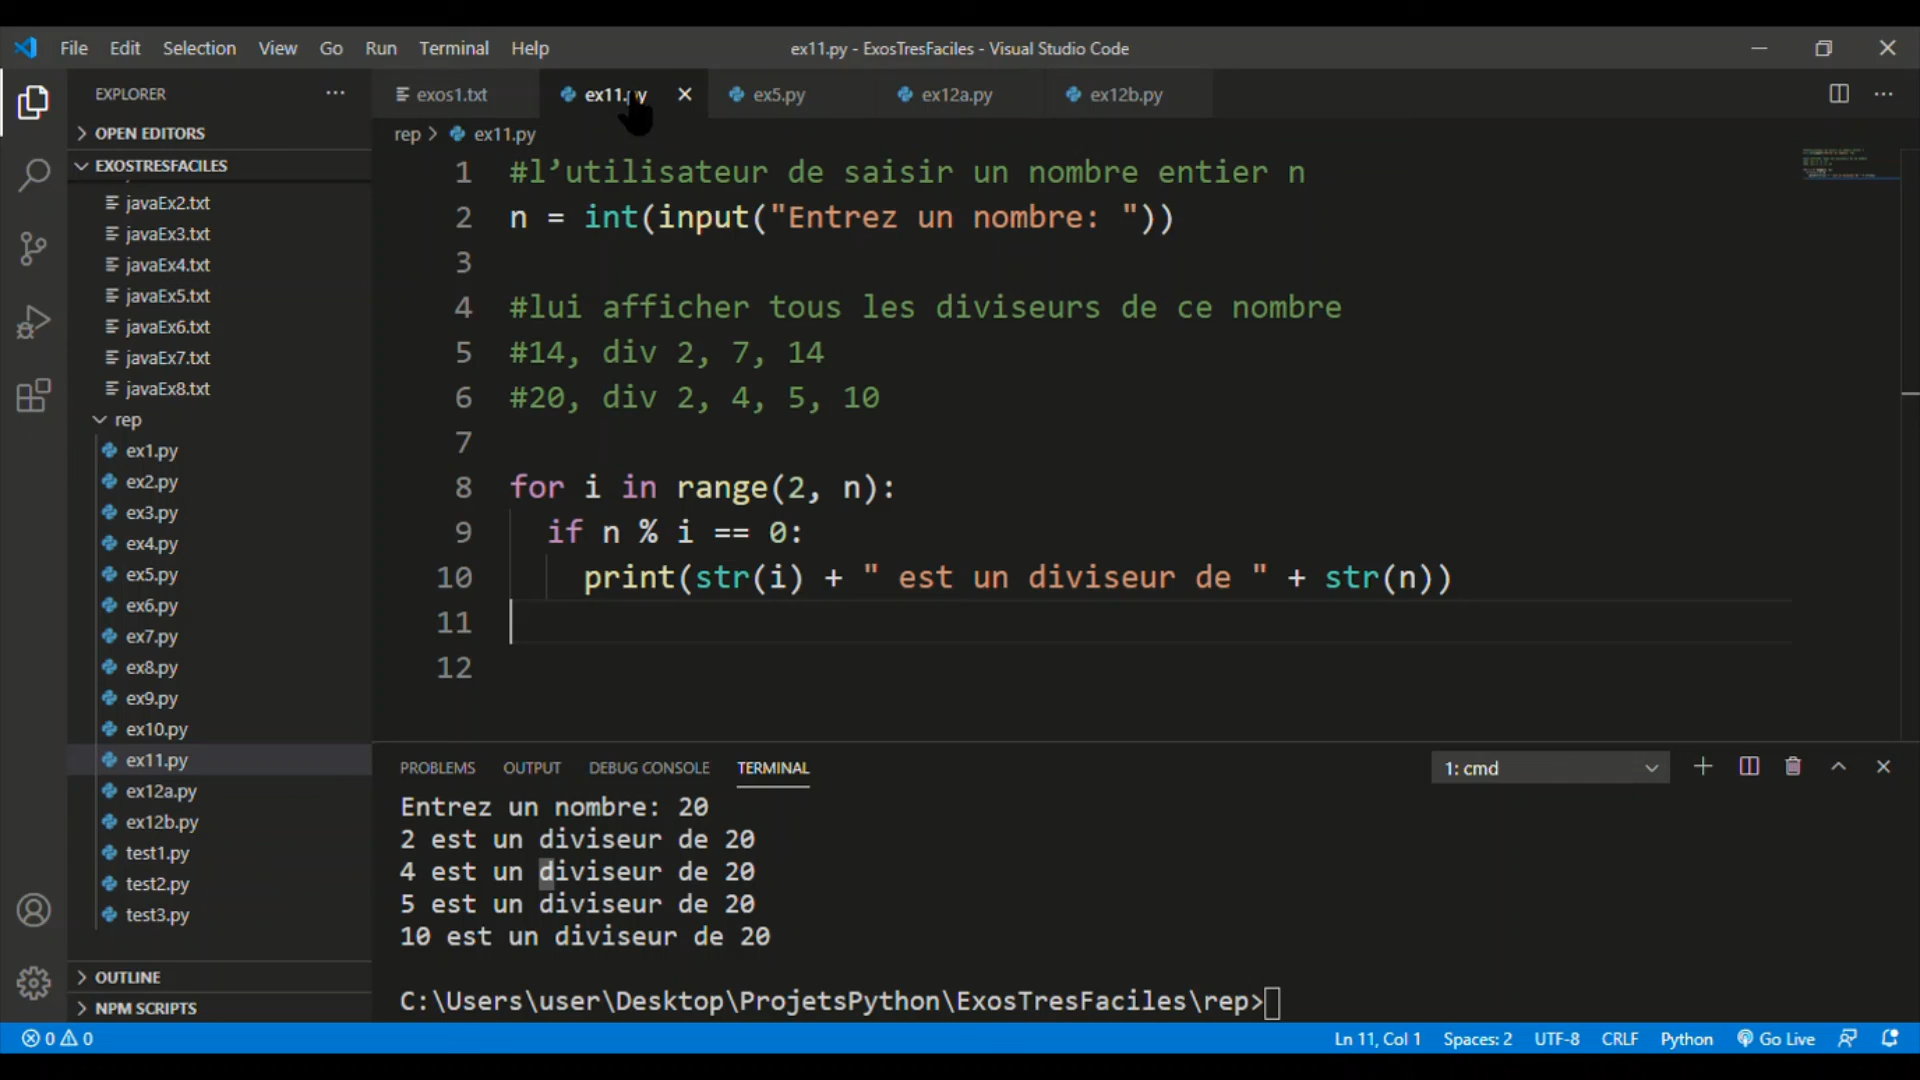 File Edit Selection View Go Run Terminal Help
ex11.py - ExosTresFaciles - Visual Studio Code
EXPLORER
OPEN EDITORS
EXOSTRESFACILES
javaEx2.txt
javaEx3.txt
javaEx4.txt
javaEx5.txt
javaEx6.txt
javaEx7.txt
javaEx8.txt
rep
ex1.py
ex2.py
ex3.py
ex4.py
ex5.py
ex6.py
ex7.py
ex8.py
ex9.py
ex10.py
ex11.py
ex12a.py
ex12b.py
test1.py
test2.py
test3.py
OUTLINE
NPM SCRIPTS
exos1.txt ex11.py ex5.py ex12a.py ex12b.py
rep > ex11.py
1 #l’utilisateur de saisir un nombre entier n
2 n = int(input("Entrez un nombre: "))
3
4 #lui afficher tous les diviseurs de ce nombre
5 #14, div 2, 7, 14
6 #20, div 2, 4, 5, 10
7
8 for i in range(2, n):
9 if n % i == 0:
10 print(str(i) + " est un diviseur de " + str(n))
11
12
PROBLEMS OUTPUT DEBUG CONSOLE TERMINAL
1: cmd
Entrez un nombre: 20
2 est un diviseur de 20
4 est un diviseur de 20
5 est un diviseur de 20
10 est un diviseur de 20
C:\Users\user\Desktop\ProjetsPython\ExosTresFaciles\rep>
0 0
Ln 11, Col 1 Spaces: 2 UTF-8 CRLF Python Go Live